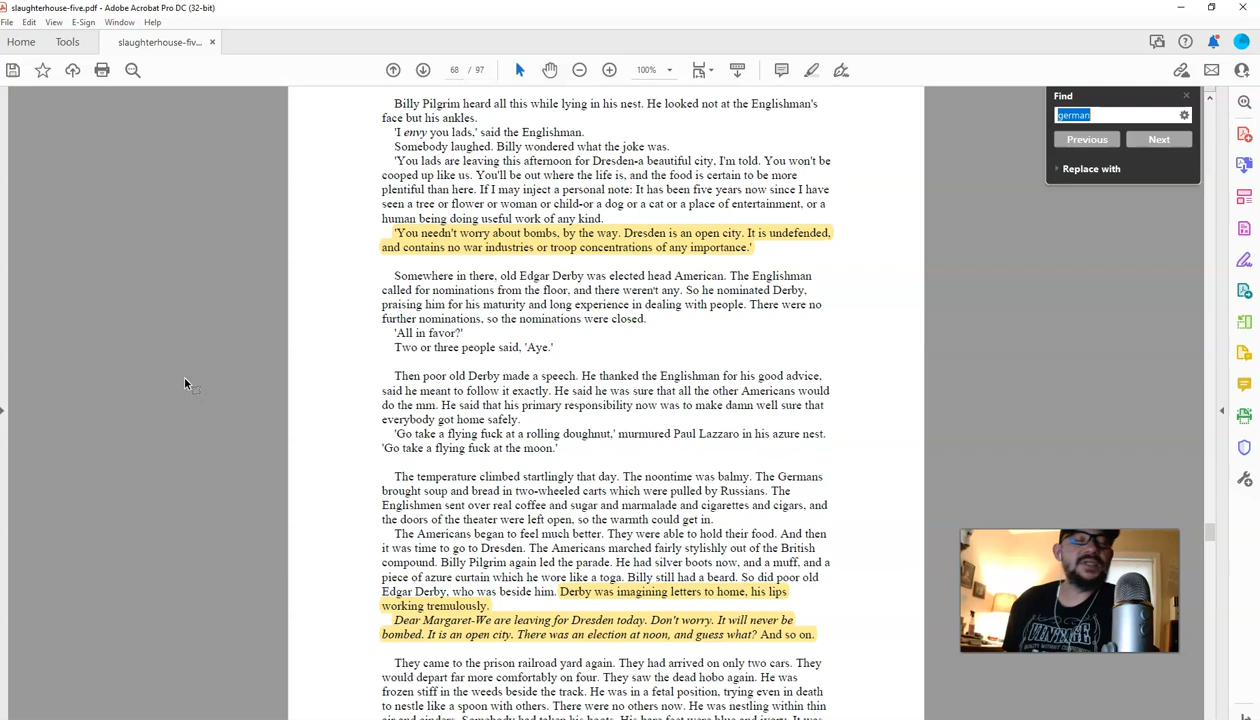 slaughterhouse-five.pdf - Adobe Acrobat Pro DC (32-bit)
File Edit View E-Sign Window Help
Home Tools slaughterhouse-fiv... ×
68 / 97 100%
Find
german
Previous Next
Replace with
Billy Pilgrim heard all this while lying in his nest. He looked not at the Englishman's
face but his ankles.
'I envy you lads,' said the Englishman.
Somebody laughed. Billy wondered what the joke was.
'You lads are leaving this afternoon for Dresden-a beautiful city, I'm told. You won't be
cooped up like us. You'll be out where the life is, and the food is certain to be more
plentiful than here. If I may inject a personal note: It has been five years now since I have
seen a tree or flower or woman or child-or a dog or a cat or a place of entertainment, or a
human being doing useful work of any kind.
'You needn't worry about bombs, by the way. Dresden is an open city. It is undefended,
and contains no war industries or troop concentrations of any importance.'
Somewhere in there, old Edgar Derby was elected head American. The Englishman
called for nominations from the floor, and there weren't any. So he nominated Derby,
praising him for his maturity and long experience in dealing with people. There were no
further nominations, so the nominations were closed.
'All in favor?'
Two or three people said, 'Aye.'
Then poor old Derby made a speech. He thanked the Englishman for his good advice,
said he meant to follow it exactly. He said he was sure that all the other Americans would
do the mm. He said that his primary responsibility now was to make damn well sure that
everybody got home safely.
'Go take a flying fuck at a rolling doughnut,' murmured Paul Lazzaro in his azure nest.
'Go take a flying fuck at the moon.'
The temperature climbed startlingly that day. The noontime was balmy. The Germans
brought soup and bread in two-wheeled carts which were pulled by Russians. The
Englishmen sent over real coffee and sugar and marmalade and cigarettes and cigars, and
the doors of the theater were left open, so the warmth could get in.
The Americans began to feel much better. They were able to hold their food. And then
it was time to go to Dresden. The Americans marched fairly stylishly out of the British
compound. Billy Pilgrim again led the parade. He had silver boots now, and a muff, and a
piece of azure curtain which he wore like a toga. Billy still had a beard. So did poor old
Edgar Derby, who was beside him. Derby was imagining letters to home, his lips
working tremulously.
Dear Margaret-We are leaving for Dresden today. Don't worry. It will never be
bombed. It is an open city. There was an election at noon, and guess what? And so on.
They came to the prison railroad yard again. They had arrived on only two cars. They
would depart far more comfortably on four. They saw the dead hobo again. He was
frozen stiff in the weeds beside the track. He was in a fetal position, trying even in death
to nestle like a spoon with others. There were no others now. He was nestling within thin
air and cinders. Somebody had taken his boots. His bare feet were blue and ivory. It was
VINTAGE